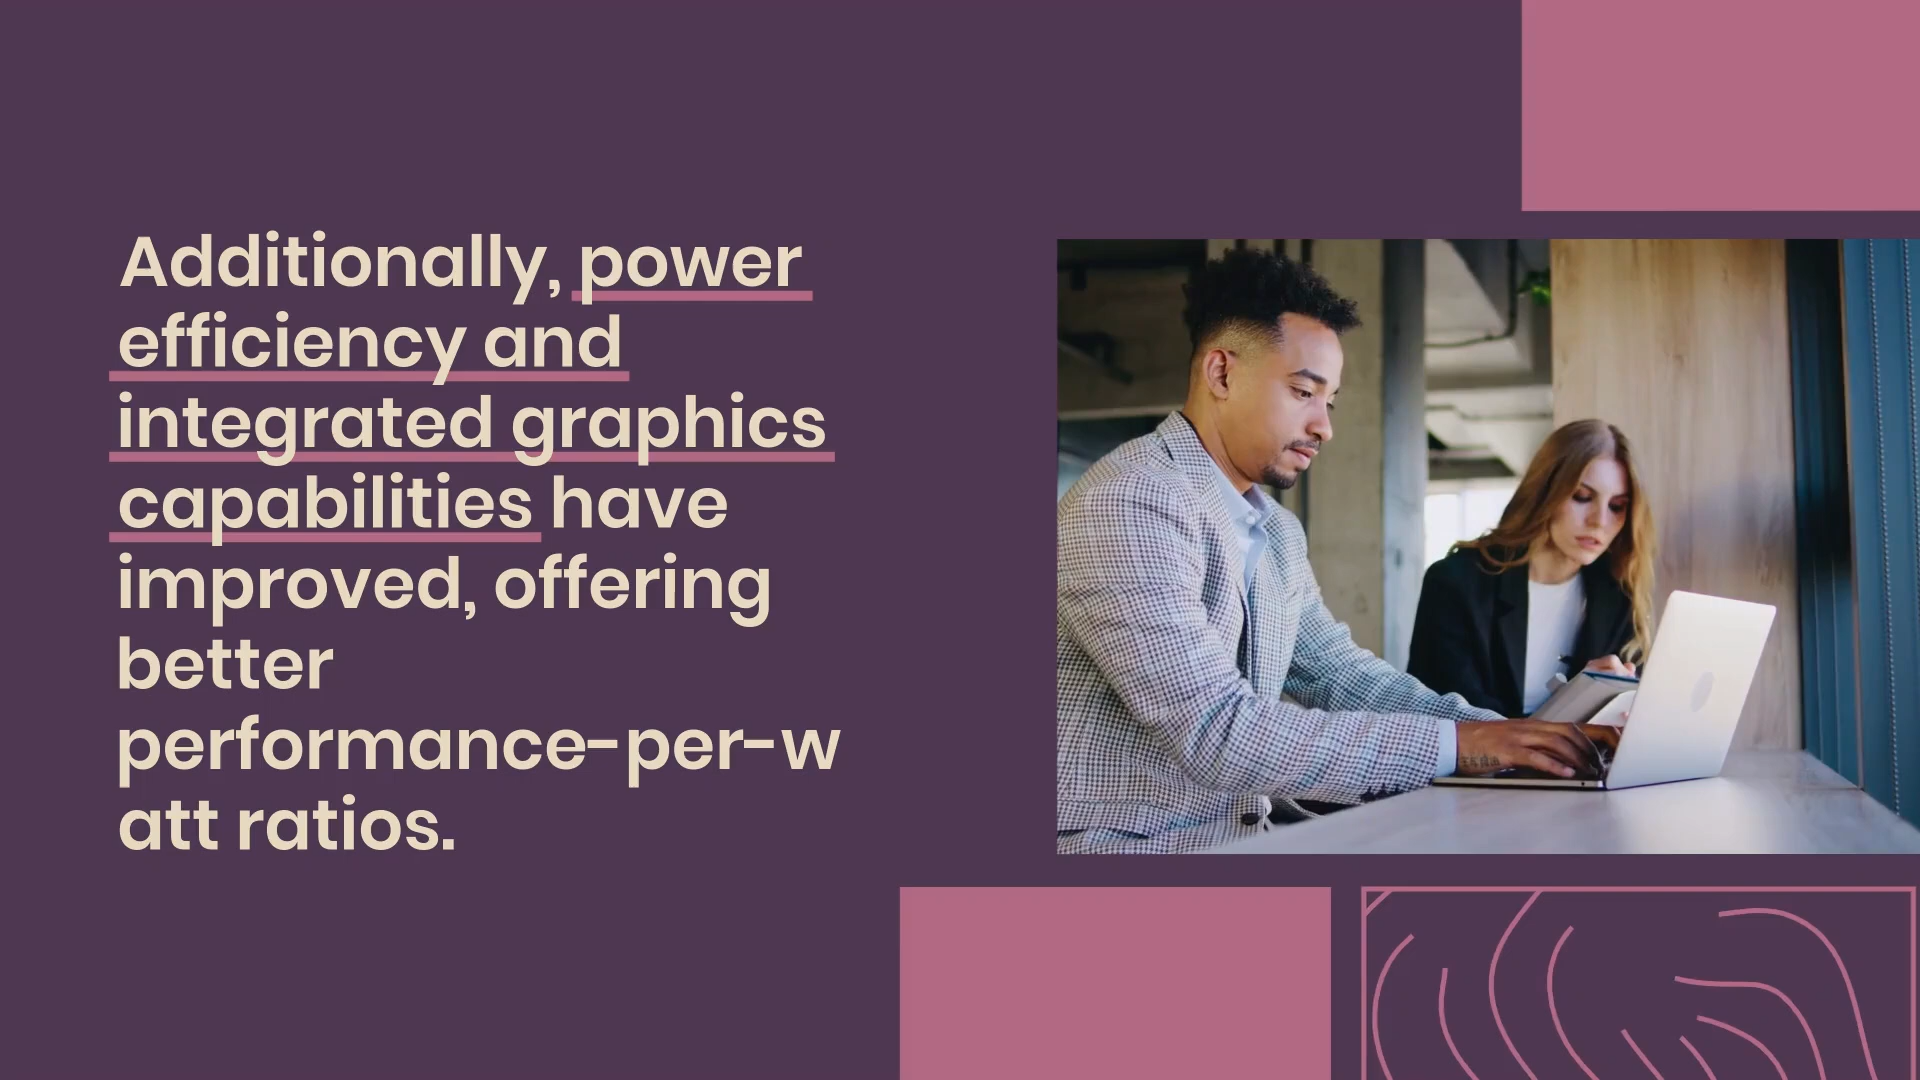 Additionally, power
efficiency and
integrated graphics
capabilities have
improved, offering
better
performance-per-w
att ratios.